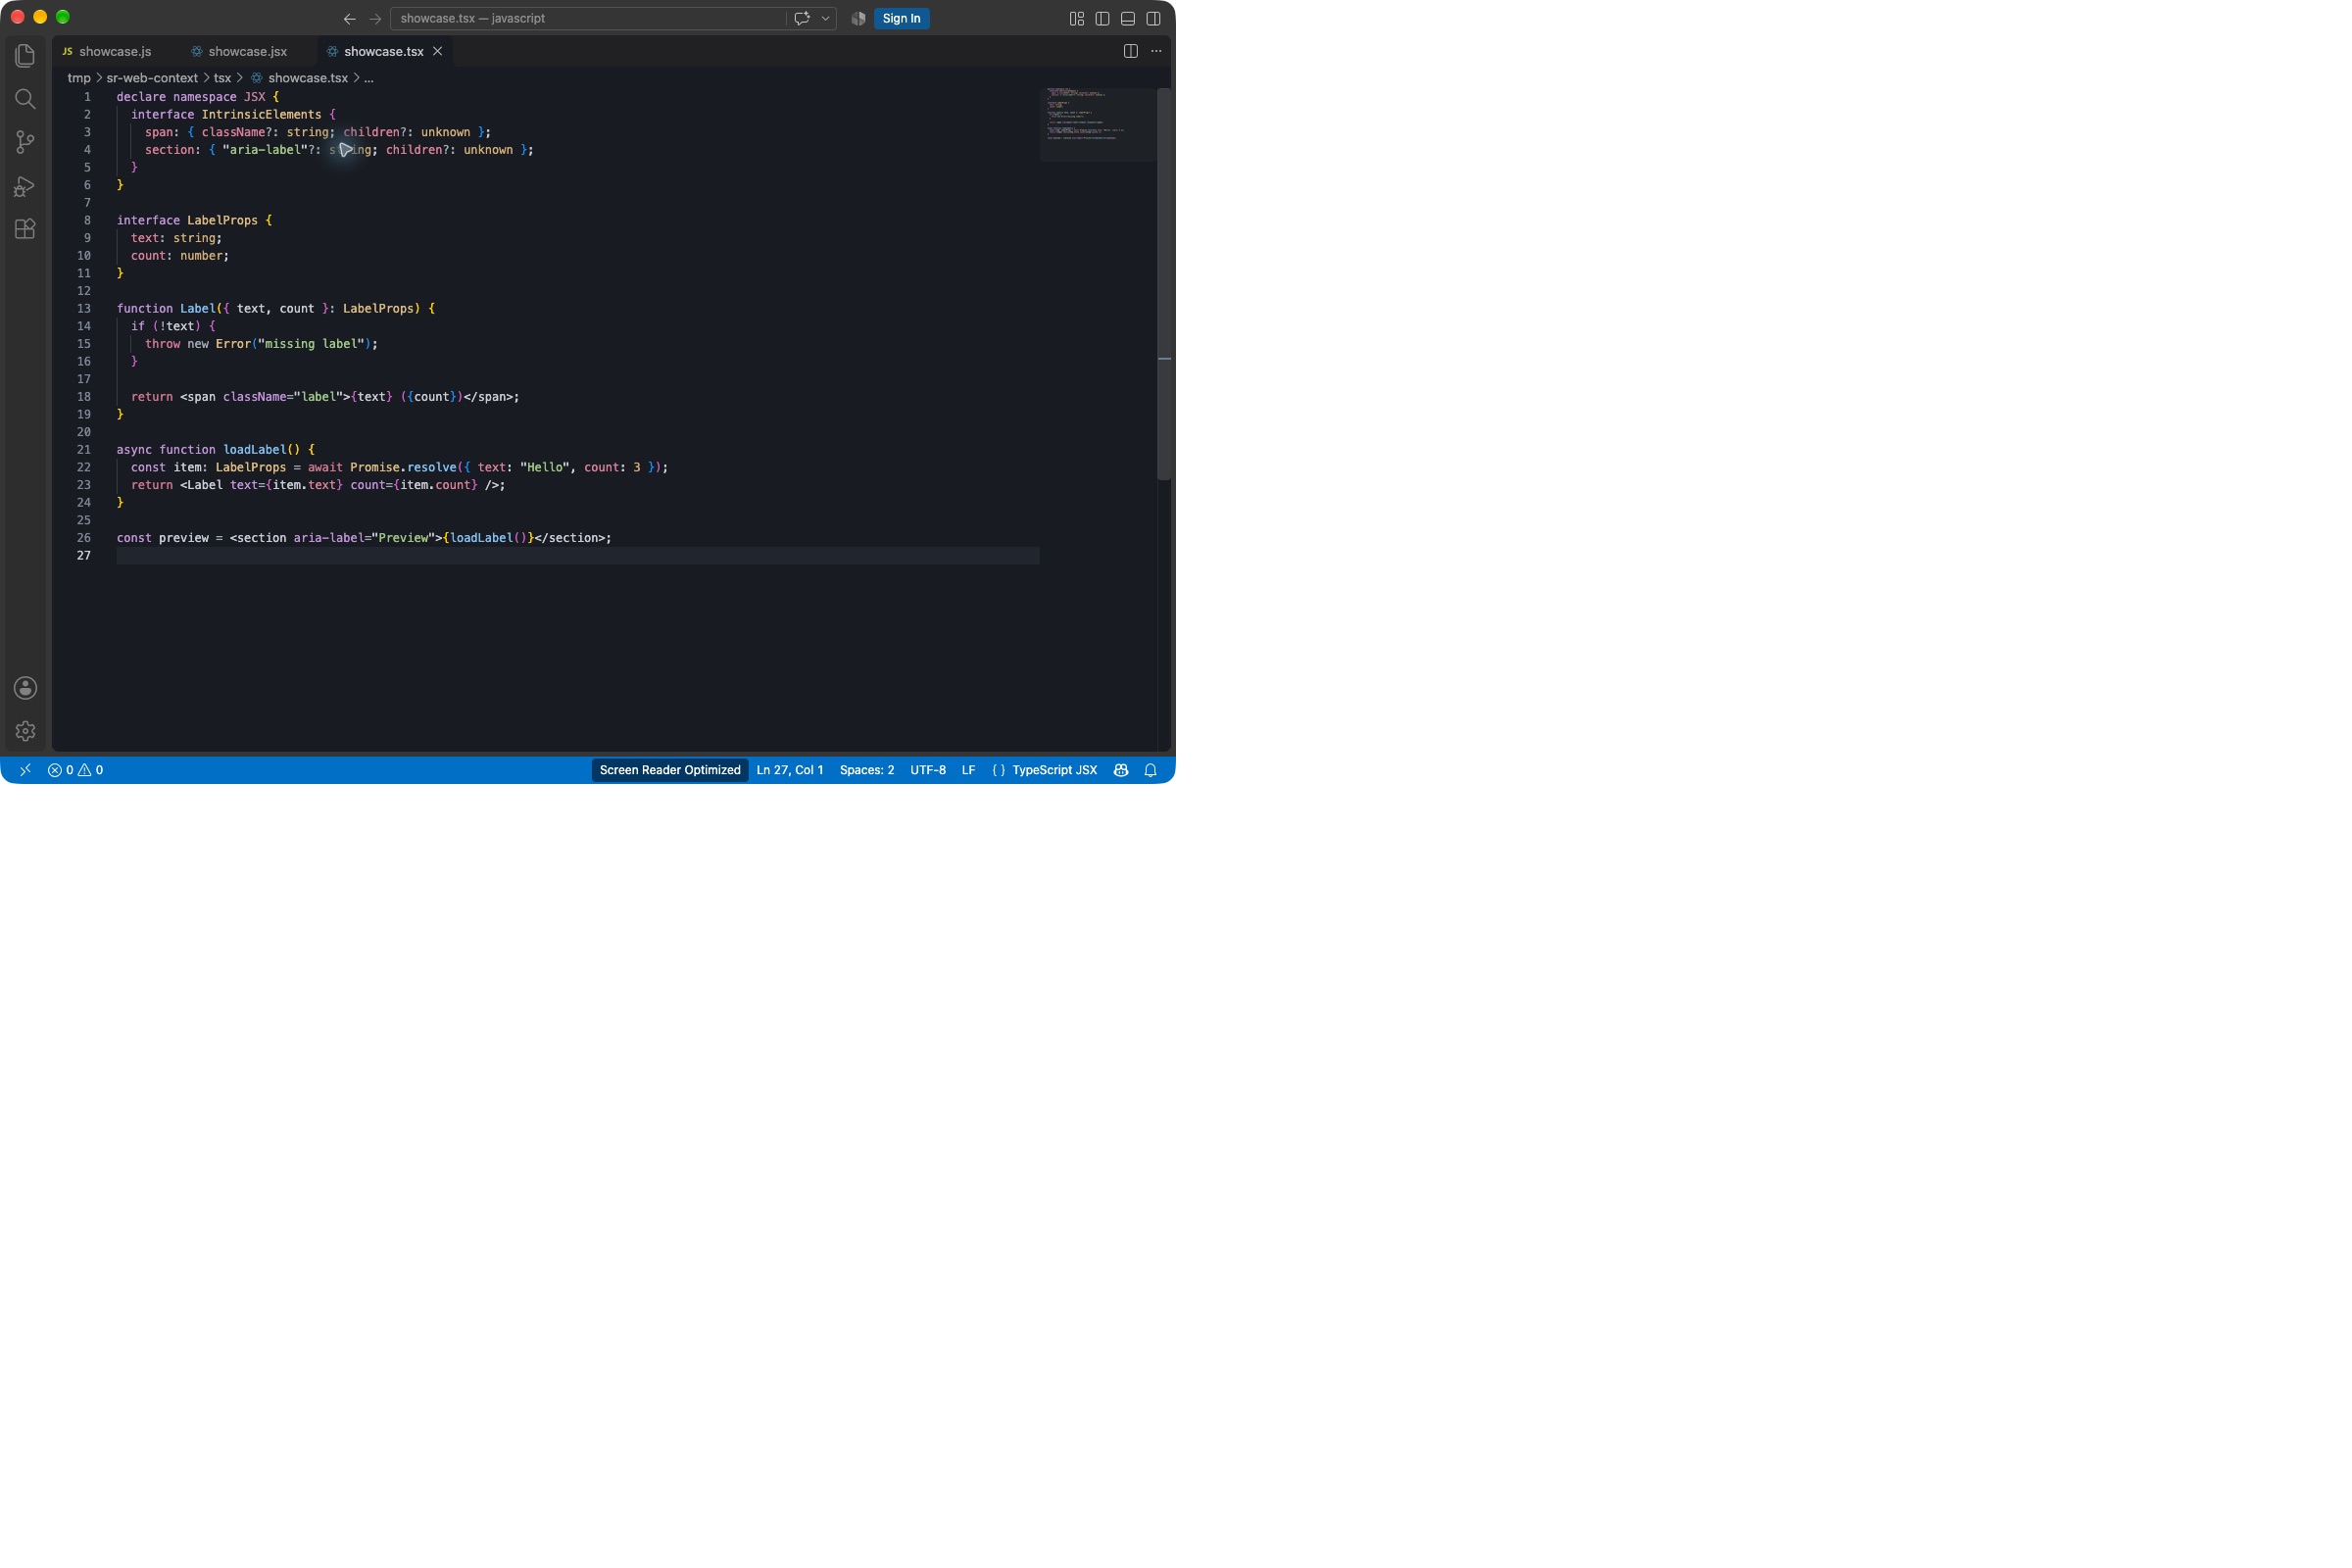 showcase.tsx — javascript
Sign In
JS showcase.js
showcase.jsx
showcase.tsx
tmp > sr-web-context > tsx > showcase.tsx > ...
1 declare namespace JSX {
2   interface IntrinsicElements {
3     span: { className?: string; children?: unknown };
4     section: { "aria-label"?: string; children?: unknown };
5   }
6 }
7
8 interface LabelProps {
9   text: string;
10   count: number;
11 }
12
13 function Label({ text, count }: LabelProps) {
14   if (!text) {
15     throw new Error("missing label");
16   }
17
18   return <span className="label">{text} ({count})</span>;
19 }
20
21 async function loadLabel() {
22   const item: LabelProps = await Promise.resolve({ text: "Hello", count: 3 });
23   return <Label text={item.text} count={item.count} />;
24 }
25
26 const preview = <section aria-label="Preview">{loadLabel()}</section>;
27
0 0 Screen Reader Optimized Ln 27, Col 1 Spaces: 2 UTF-8 LF { } TypeScript JSX